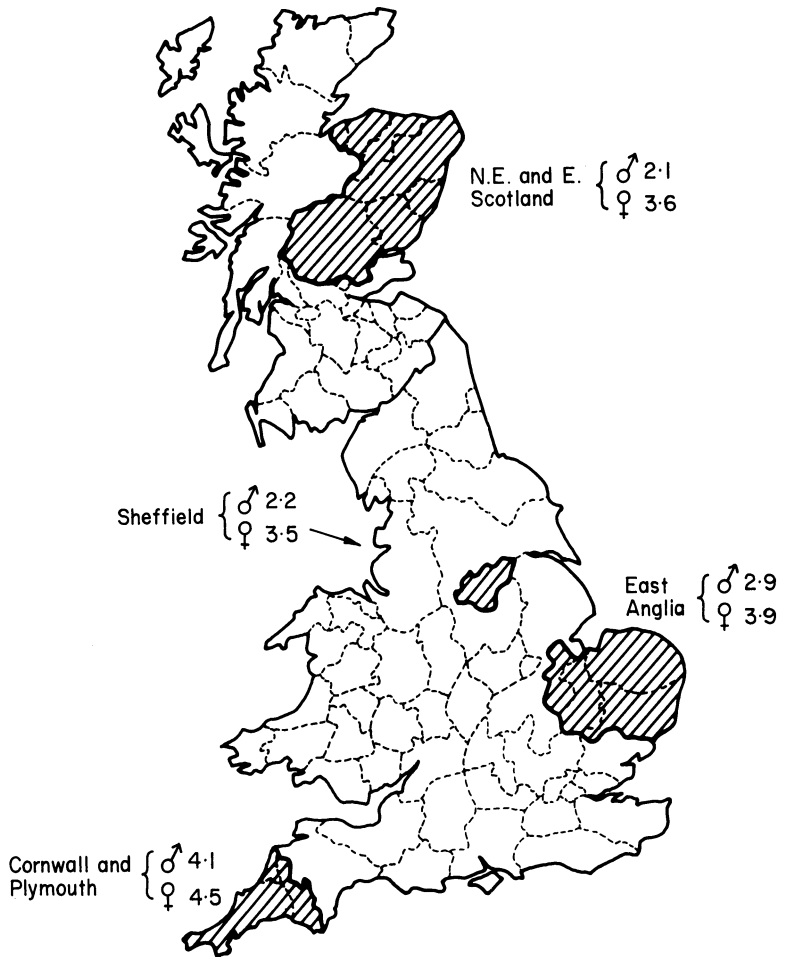 N.E. and E. Scotland { ♂ 2·1
♀ 3·6
Sheffield { ♂ 2·2
♀ 3·5
East Anglia { ♂ 2·9
♀ 3·9
Cornwall and Plymouth { ♂ 4·1
♀ 4·5